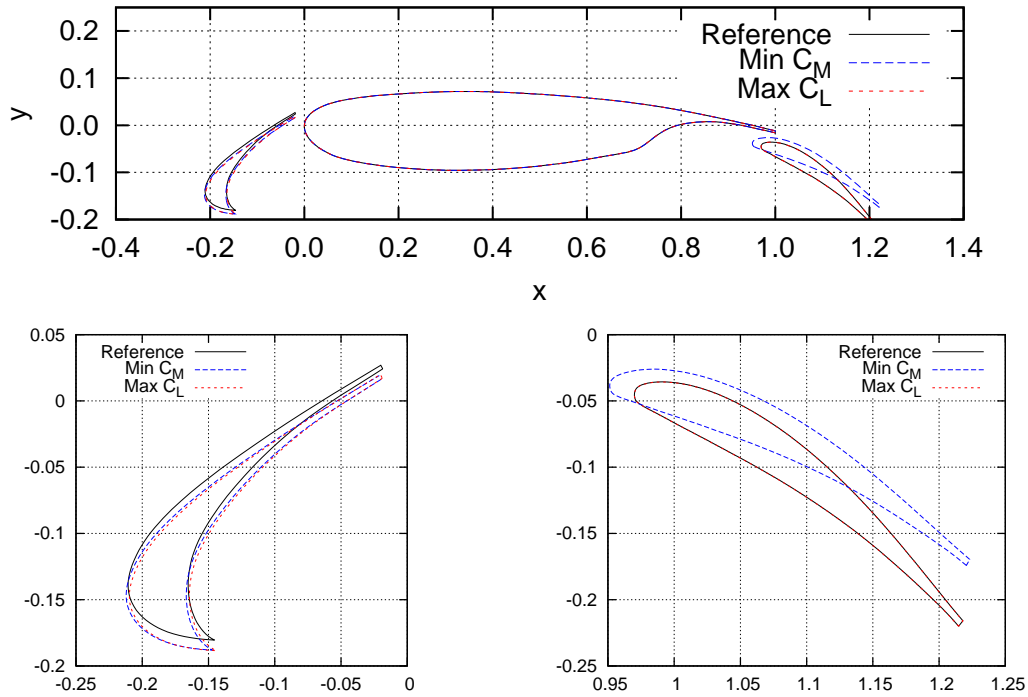 0.2
0.1
0.0
-0.1
-0.2
y
Reference
Min C_M
Max C_L
-0.4 -0.2 0.0 0.2 0.4 0.6 0.8 1.0 1.2 1.4
x
0.05
0
-0.05
-0.1
-0.15
-0.2
Reference
Min C_M
Max C_L
-0.25 -0.2 -0.15 -0.1 -0.05 0
0
-0.05
-0.1
-0.15
-0.2
-0.25
Reference
Min C_M
Max C_L
0.95 1 1.05 1.1 1.15 1.2 1.25